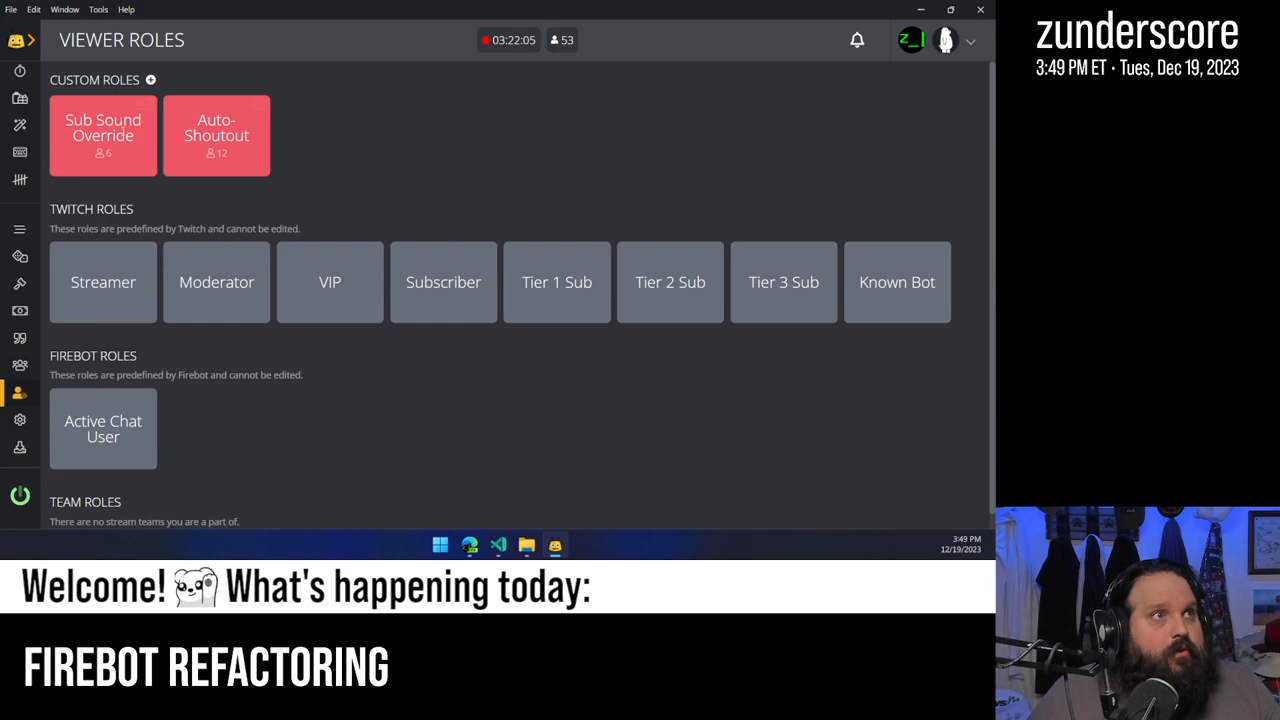 File Edit Window Tools Help
VIEWER ROLES
03:22:05
53
z_
CUSTOM ROLES
Sub Sound
Override
6
Auto-
Shoutout
12
TWITCH ROLES
These roles are predefined by Twitch and cannot be edited.
Streamer
Moderator
VIP
Subscriber
Tier 1 Sub
Tier 2 Sub
Tier 3 Sub
Known Bot
FIREBOT ROLES
These roles are predefined by Firebot and cannot be edited.
Active Chat
User
TEAM ROLES
There are no stream teams you are a part of.
3:49 PM
12/19/2023
zunderscore
3:49 PM ET · Tues, Dec 19, 2023
Welcome! What's happening today:
FIREBOT REFACTORING